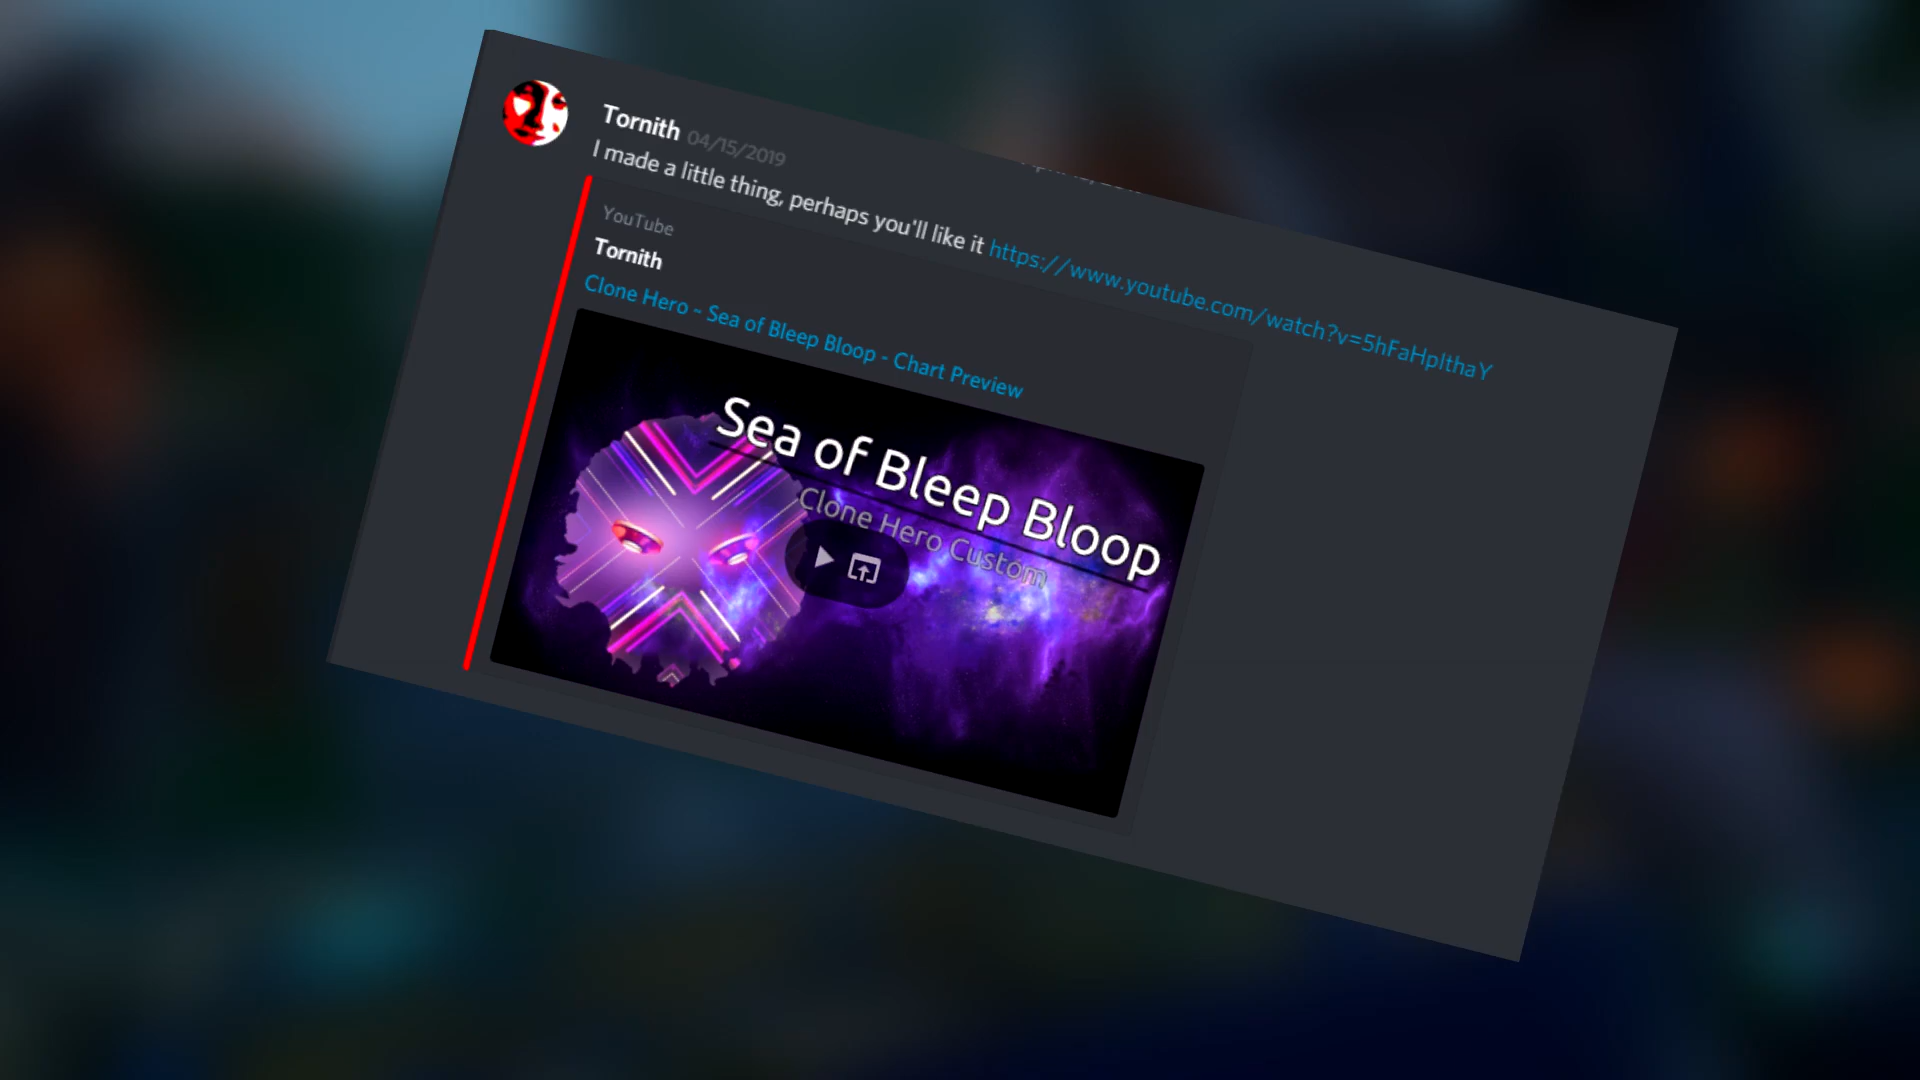 Tornith 04/15/2019
I made a little thing, perhaps you'll like it https://www.youtube.com/watch?v=5hFaHplthaY
YouTube
Tornith
Clone Hero ~ Sea of Bleep Bloop - Chart Preview
Sea of Bleep Bloop
Clone Hero Custom